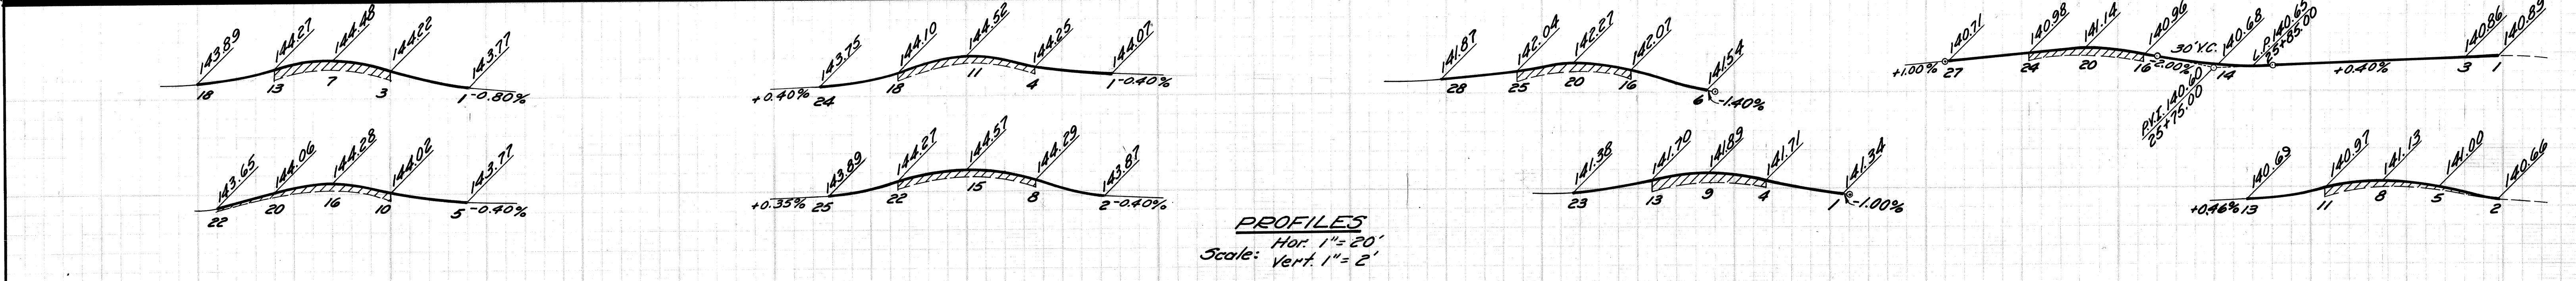 143.89 144.27 144.48 144.22 143.77
18 13 7 3 1 -0.80%
143.75 144.10 144.52 144.25 144.07
+0.40% 24 18 11 4 1 -0.40%
141.87 142.04 142.27 142.07 141.54
28 25 20 16 6 -1.40%
140.71 140.98 141.14 140.96 140.68 L.P. 140.65 140.86 140.89
25+85.00
30' V.C.
+1.00% 27 24 20 16 -2.00% 14 +0.40% 3 1
P.V.I. 140.60
25+75.00
143.65 144.06 144.28 144.02 143.77
22 20 16 10 5 -0.40%
143.89 144.27 144.57 144.29 143.87
+0.35% 25 22 15 8 2 -0.40%
141.38 141.70 141.89 141.71 141.34
23 13 9 4 1 -1.00%
140.69 140.97 141.13 141.00 140.66
+0.46% 13 11 8 5 2
PROFILES
Scale: Hor. 1"=20'
Vert. 1"=2'